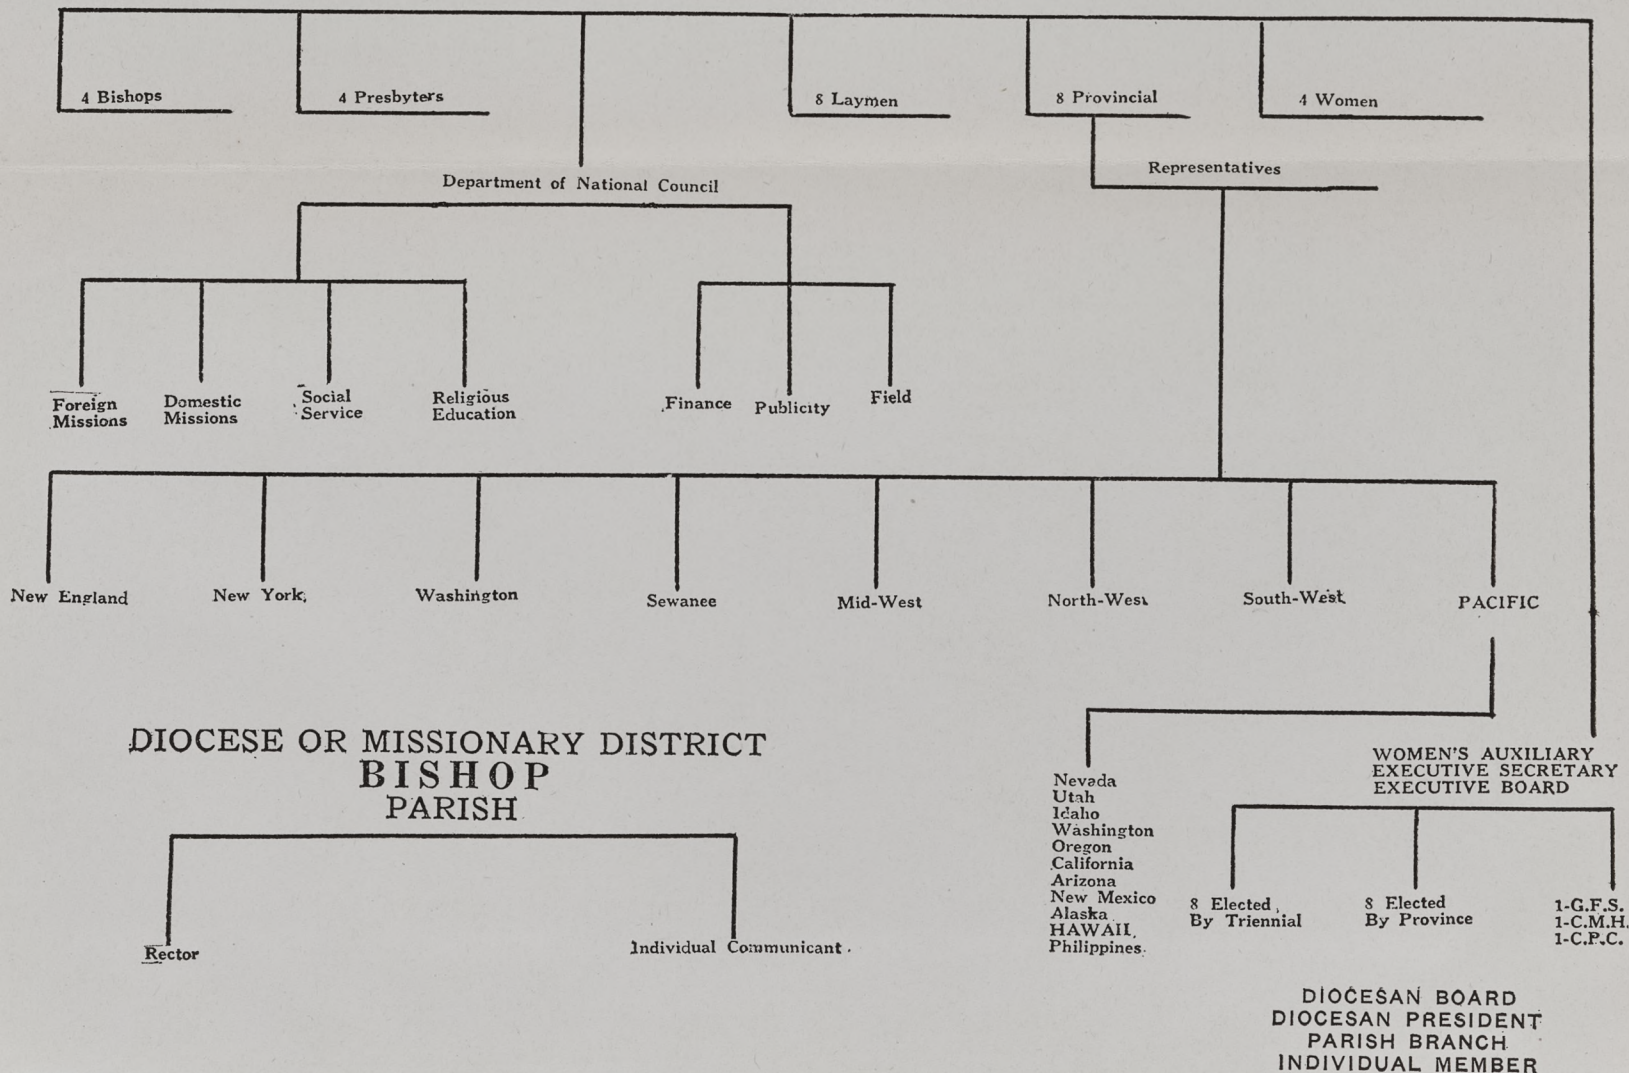 4 Bishops
4 Presbyters
8 Laymen
8 Provincial
4 Women
Representatives
Department of National Council
Foreign
Missions
Domestic
Missions
Social
Service
Religious
Education
Finance
Publicity
Field
New England
New York
Washington
Sewanee
Mid-West
North-West
South-West
PACIFIC
DIOCESE OR MISSIONARY DISTRICT
BISHOP
PARISH
Rector
Individual Communicant
Nevada
Utah
Idaho
Washington
Oregon
California
Arizona
New Mexico
Alaska
HAWAII
Philippines
WOMEN'S AUXILIARY
EXECUTIVE SECRETARY
EXECUTIVE BOARD
8 Elected
By Triennial
8 Elected
By Province
1-G.F.S.
1-C.M.H.
1-C.P.C.
DIOCESAN BOARD
DIOCESAN PRESIDENT
PARISH BRANCH
INDIVIDUAL MEMBER